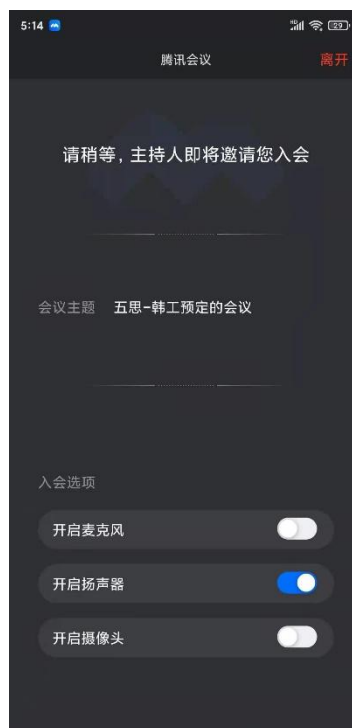 5:14
29
腾讯会议
离开
请稍等，主持人即将邀请您入会
会议主题 五思-韩工预定的会议
入会选项
开启麦克风
开启扬声器
开启摄像头